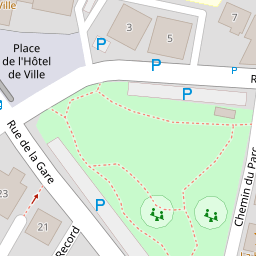 Ville
7
3
5
P
Place
de l'Hôtel
de Ville
P
R
P
P
Rue de la Gare
Chemin du Parc
23
P
21
Record